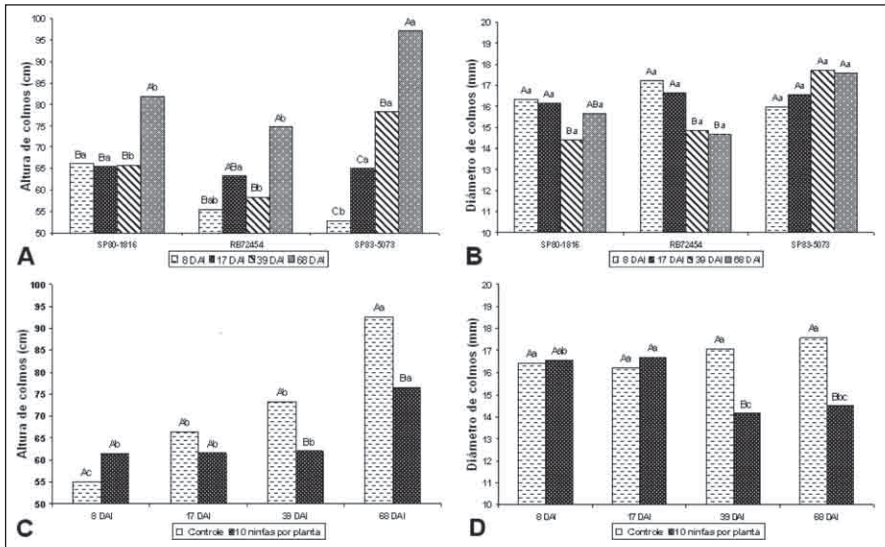 Altura de colmos (cm)
100
95
90
85
80
75
70
65
60
55
50
Ba Ba Bb Ab
Bab ABa Bb Ab
Cb Ca Ba Aa
SP80-1816 RB72454 SP83-5073
8 DAI 17 DAI 39 DAI 68 DAI
A
Diámetro de colmos (mm)
18
17
16
15
14
13
12
11
10
Aa Aa Ba ABa
Aa Aa Ba Ba
Aa Aa Aa Aa
SP80-1816 RB72454 SP83-5073
8 DAI 17 DAI 39 DAI 68 DAI
B
Altura de colmos (cm)
100
95
90
85
80
75
70
65
60
55
50
Ac Ab
Ab Ab
Ab Bb
Aa Ba
8 DAI 17 DAI 39 DAI 68 DAI
Controle 10 ninfas por planta
C
Diámetro de colmos (mm)
20
19
18
17
16
15
14
13
12
11
10
Aa Aab
Aa Aa
Aa Bc
Aa Bbc
8 DAI 17 DAI 39 DAI 68 DAI
Controle 10 ninfas por planta
D